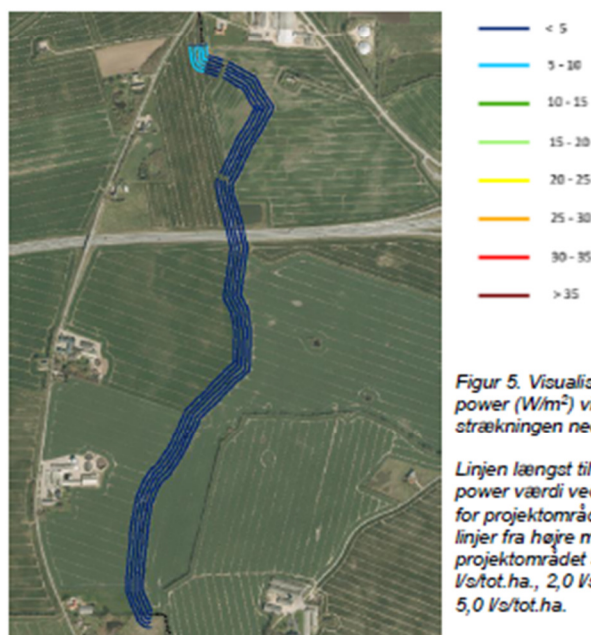 < 5
5 - 10
10 - 15
15 - 20
20 - 25
25 - 30
30 - 35
> 35
Figur 5. Visualis
power (W/m²) v
strækningen ne
Linjen længst til
power værdi ve
for projektområ
linjer fra højre m
projektområdet
l/s/tot.ha., 2,0 l/s
5,0 l/s/tot.ha.